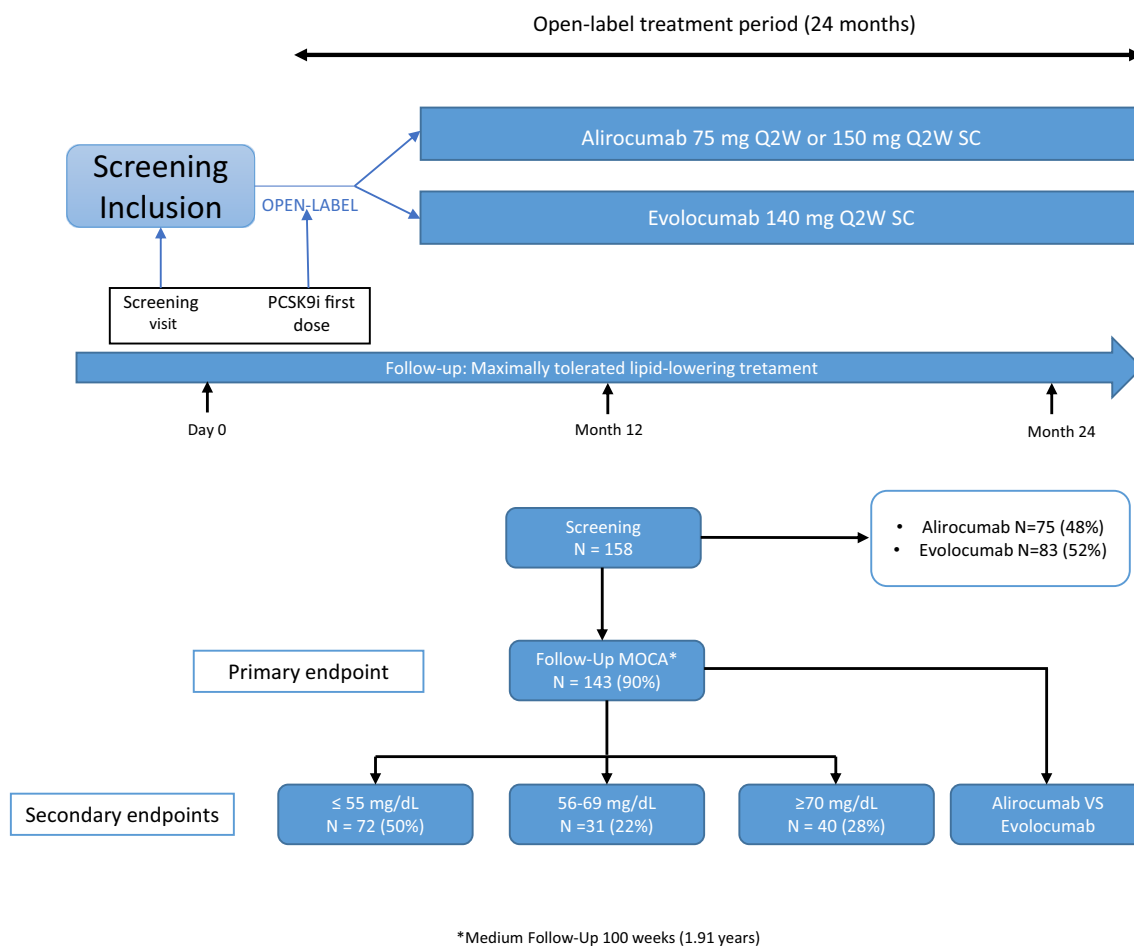 Open-label treatment period (24 months)
Alirocumab 75 mg Q2W or 150 mg Q2W SC
Screening
Inclusion
OPEN-LABEL
Evolocumab 140 mg Q2W SC
Screening
visit
PCSK9i first
dose
Follow-up: Maximally tolerated lipid-lowering tretament
Day 0
Month 12
Month 24
Screening
N = 158
• Alirocumab N=75 (48%)
• Evolocumab N=83 (52%)
Primary endpoint
Follow-Up MOCA*
N = 143 (90%)
Secondary endpoints
≤ 55 mg/dL
N = 72 (50%)
56-69 mg/dL
N =31 (22%)
≥70 mg/dL
N = 40 (28%)
Alirocumab VS
Evolocumab
*Medium Follow-Up 100 weeks (1.91 years)